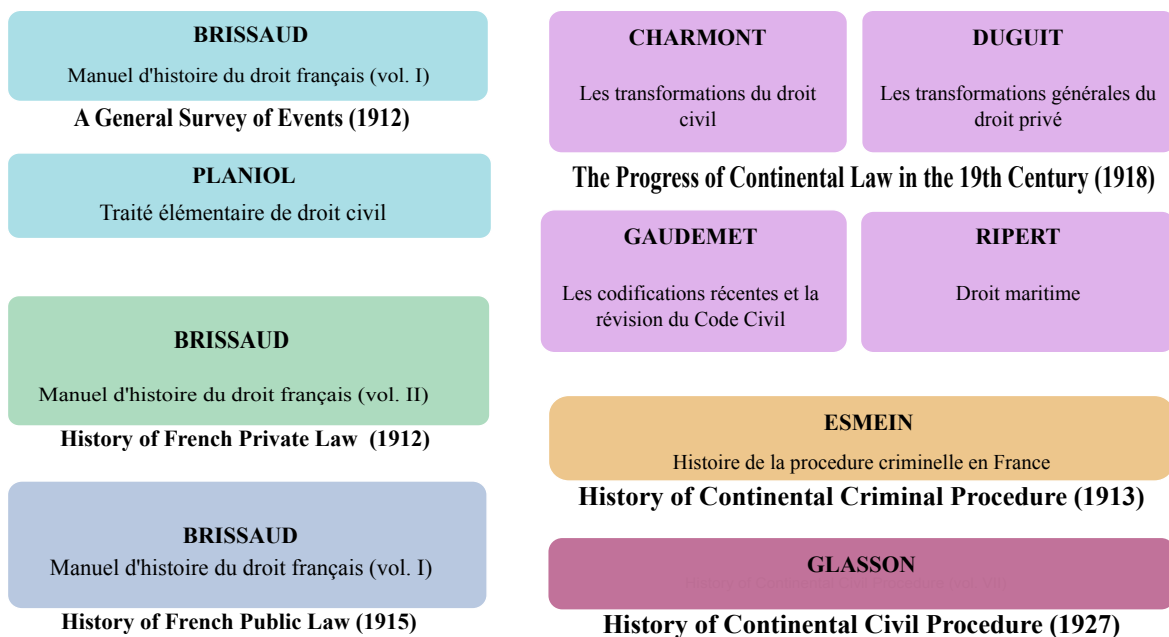 BRISSAUD
Manuel d'histoire du droit français (vol. I)
A General Survey of Events (1912)
PLANIOL
Traité élémentaire de droit civil
BRISSAUD
Manuel d'histoire du droit français (vol. II)
History of French Private Law (1912)
BRISSAUD
Manuel d'histoire du droit français (vol. I)
History of French Public Law (1915)
CHARMONT
Les transformations du droit
civil
DUGUIT
Les transformations générales du
droit privé
The Progress of Continental Law in the 19th Century (1918)
GAUDEMET
Les codifications récentes et la
révision du Code Civil
RIPERT
Droit maritime
ESMEIN
Histoire de la procedure criminelle en France
History of Continental Criminal Procedure (1913)
GLASSON
History of Continental Civil Procedure (1927)